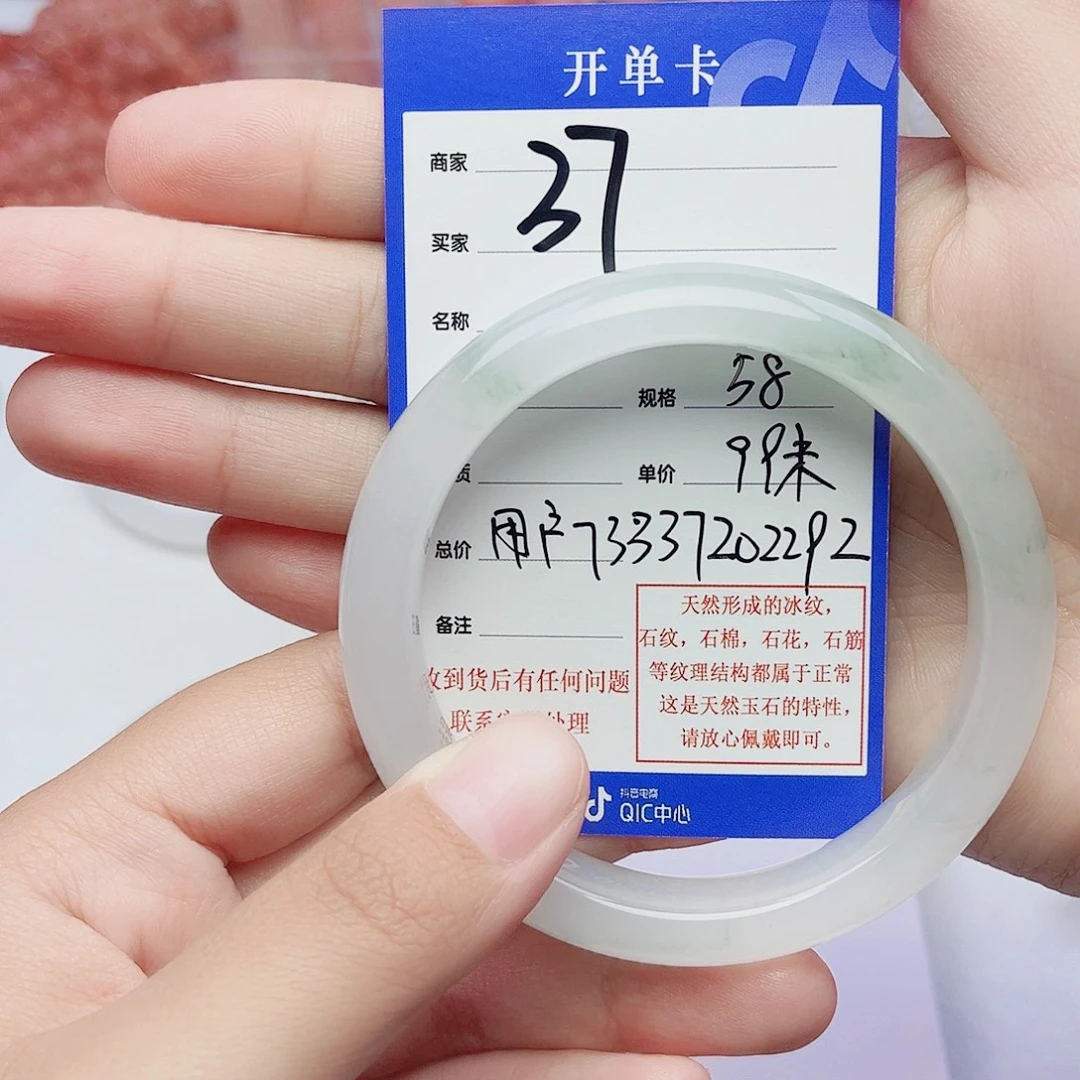 开单卡
商家
37
买家
名称
规格 58
质 单价 99米
总价 用户73337202292
备注
收到货后有任何问题
联系 处理
天然形成的冰纹，
石纹，石棉，石花，石筋
等纹理结构都属于正常
这是天然玉石的特性，
请放心佩戴即可。
抖音电商
QIC中心